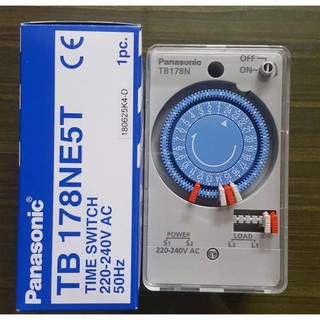 Panasonic
TB 178NE5T
TIME SWITCH
220-240V AC
50Hz
1pc.
180625K4-D
Panasonic
TB178N
OFF
ON
POWER
S1 S2
220-240V AC
LOAD
L2 L1